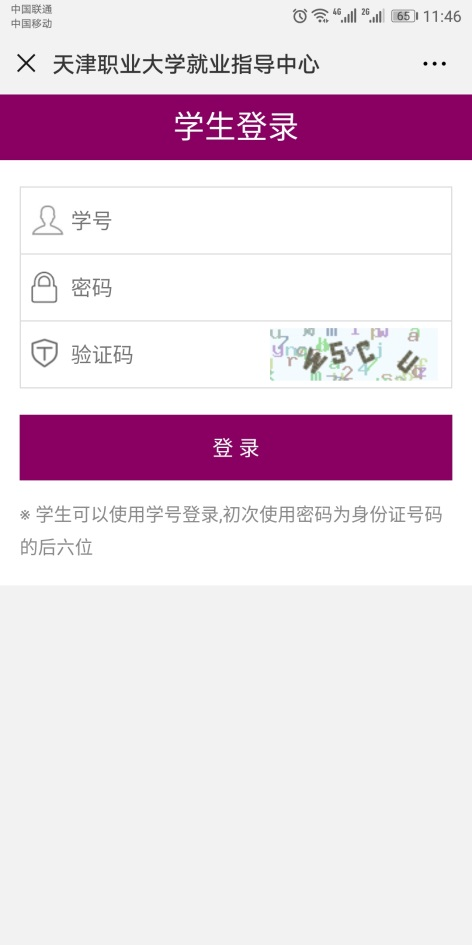 中国联通
中国移动
4G 2G 65 11:46
天津职业大学就业指导中心
学生登录
学号
密码
验证码
登 录
※ 学生可以使用学号登录,初次使用密码为身份证号码
的后六位